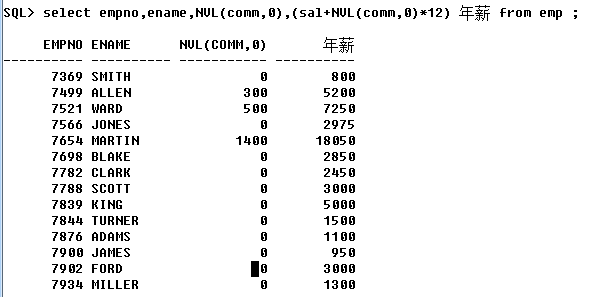 SQL> select empno,ename,NVL(comm,0),(sal+NVL(comm,0)*12) 年薪 from emp ;
EMPNO ENAME NVL(COMM,0) 年薪
---------- ---------- ----------- ----------
7369 SMITH 0 800
7499 ALLEN 300 5200
7521 WARD 500 7250
7566 JONES 0 2975
7654 MARTIN 1400 18050
7698 BLAKE 0 2850
7782 CLARK 0 2450
7788 SCOTT 0 3000
7839 KING 0 5000
7844 TURNER 0 1500
7876 ADAMS 0 1100
7900 JAMES 0 950
7902 FORD 0 3000
7934 MILLER 0 1300